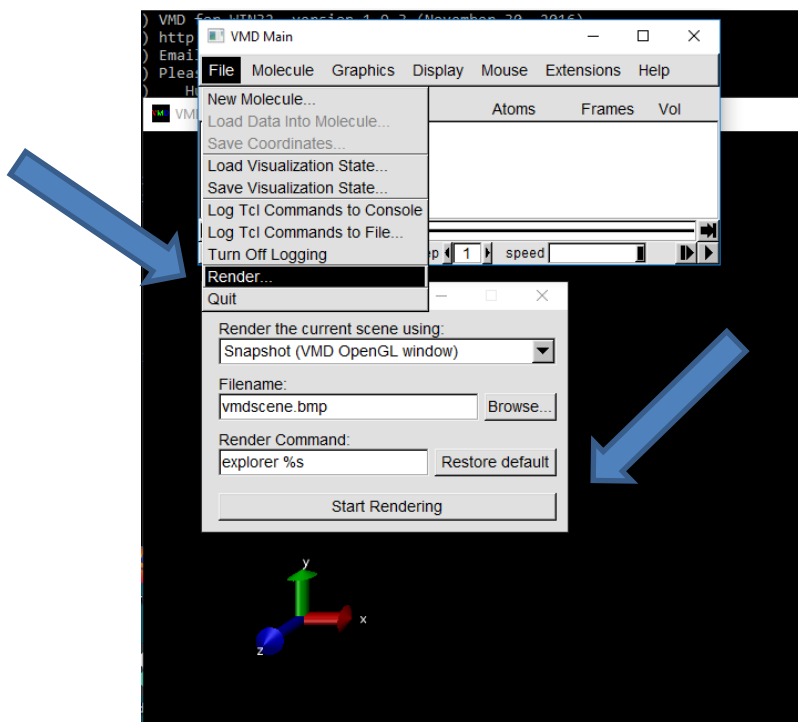 ) VMD for WIN32, version 1.9.3 (November 30, 2016)
) http
) Emai
) Pleas
)
VMD Main
File Molecule Graphics Display Mouse Extensions Help
New Molecule...
Atoms Frames Vol
VM
Load Data Into Molecule...
Save Coordinates...
Load Visualization State...
Save Visualization State...
Log Tcl Commands to Console
Log Tcl Commands to File...
Turn Off Logging
ep 1 speed
Render...
Quit
Render the current scene using:
Snapshot (VMD OpenGL window)
Filename:
vmdscene.bmp Browse...
Render Command:
explorer %s Restore default
Start Rendering
y
x
z